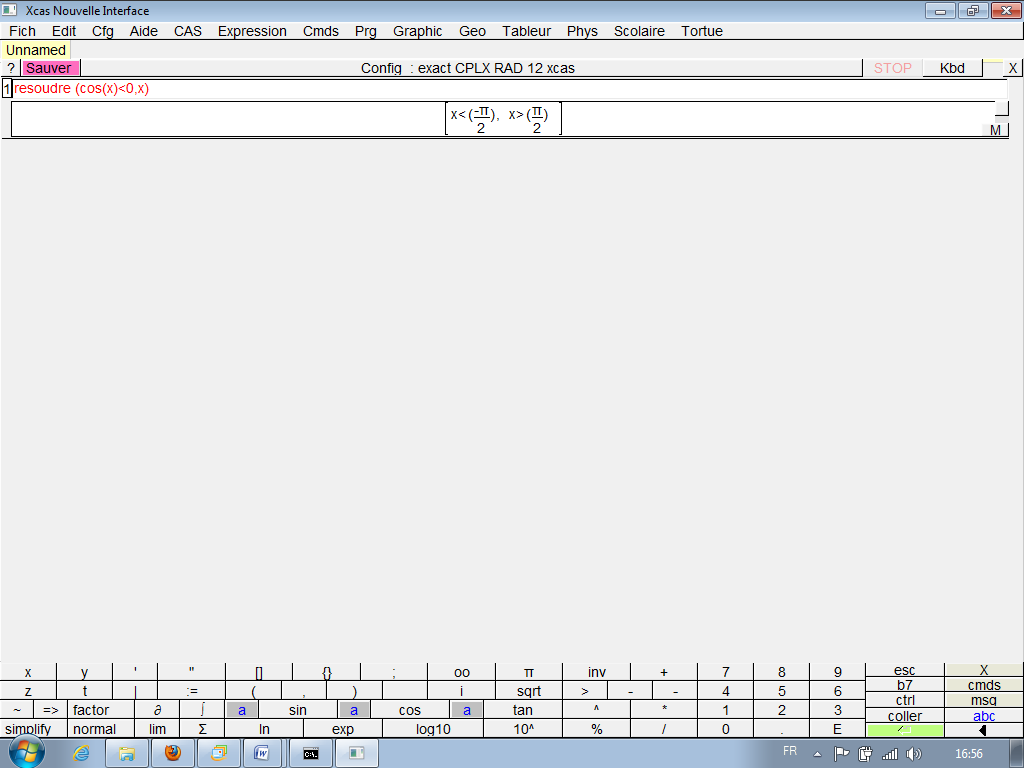 Xcas Nouvelle Interface
Fich Edit Cfg Aide CAS Expression Cmds Prg Graphic Geo Tableur Phys Scolaire Tortue
Unnamed
? Sauver Config : exact CPLX RAD 12 xcas STOP Kbd X
1 resoudre (cos(x)<0,x)
[x<(-π/2), x>(π/2)]
M
x y ' " [] {} ; oo π inv + 7 8 9 esc X
z t | := ( , ) i sqrt > - - 4 5 6 b7 cmds
~ => factor ∂ ∫ a sin a cos a tan ^ * 1 2 3 ctrl msg
coller abc
simplify normal lim Σ ln exp log10 10^ % / 0 . E
FR 16:56